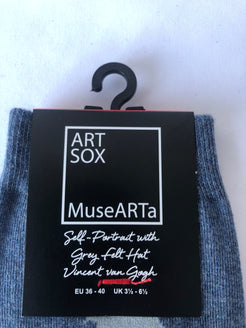 ART
SOX
MuseARTa
Self-Portrait with
Grey Felt Hat
Vincent van Gogh
EU 36 - 40 UK 3½ - 6½